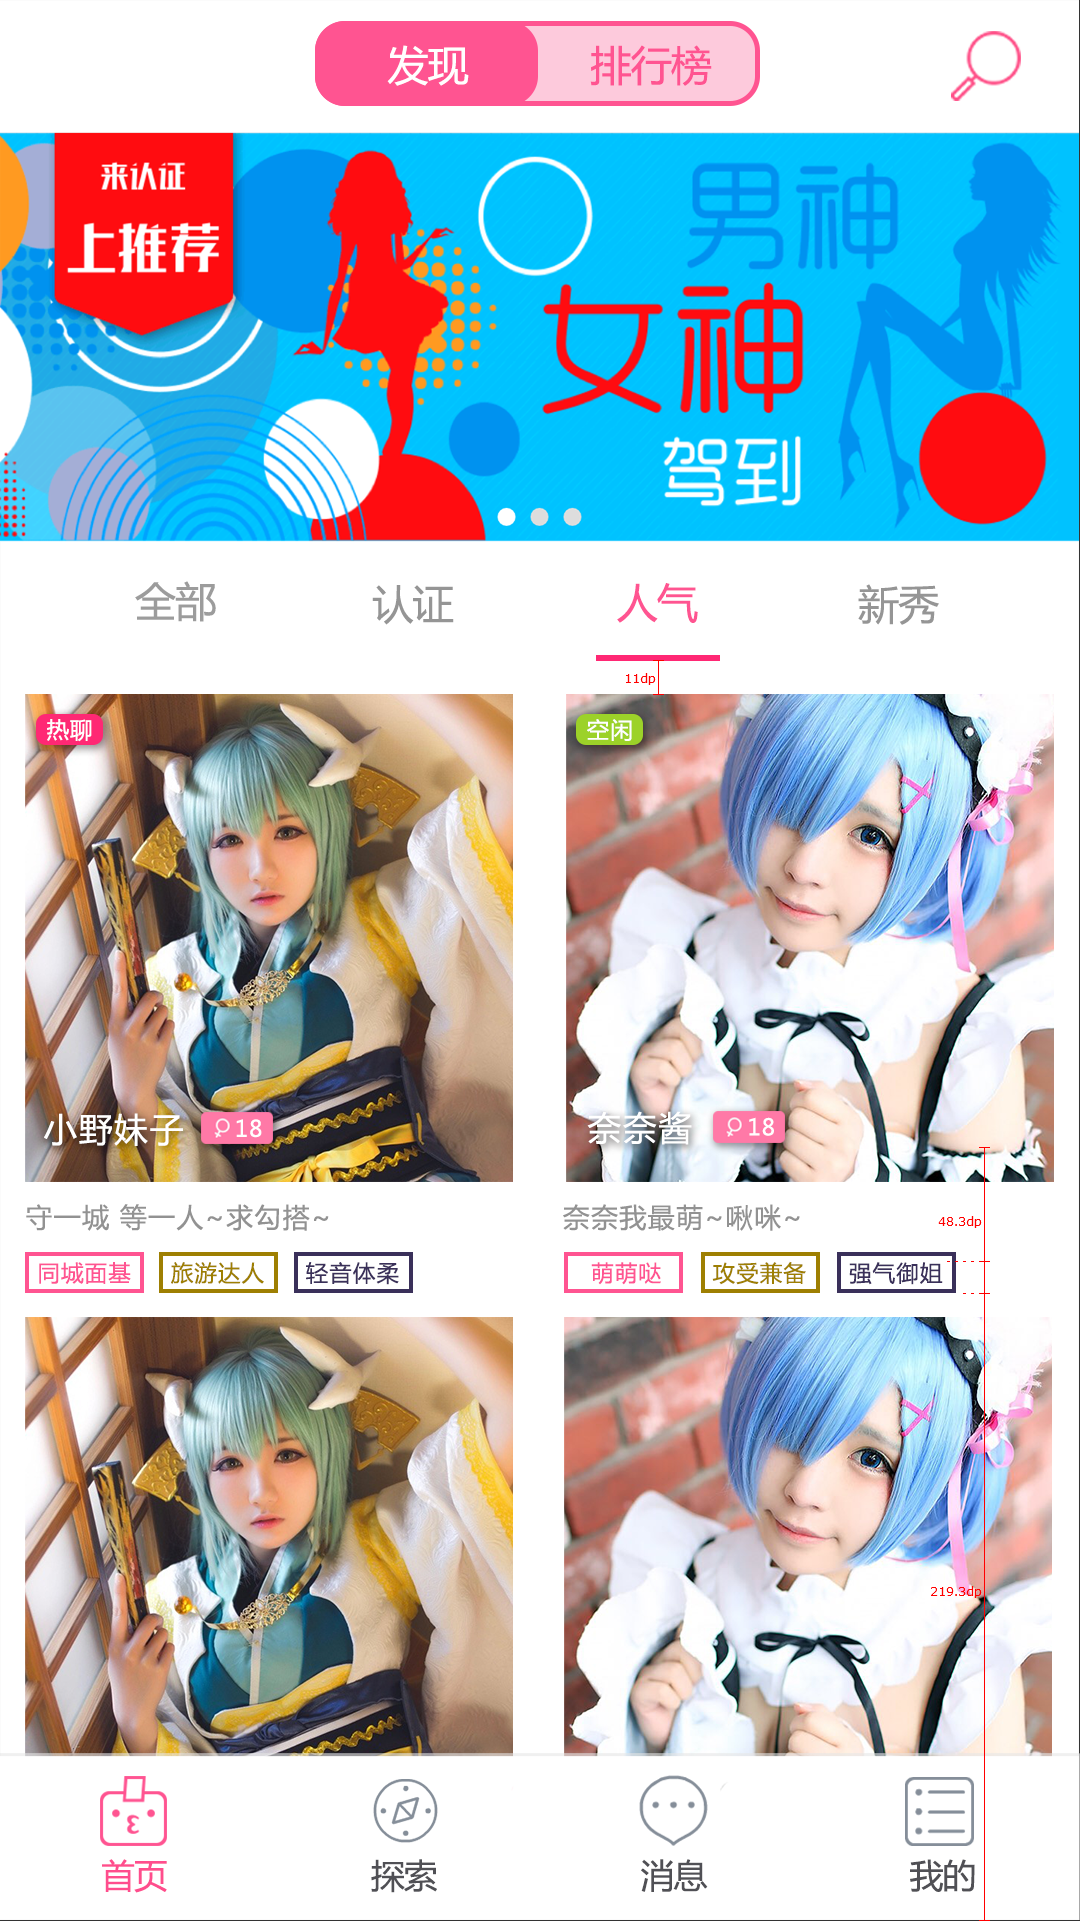 发现 排行榜
来认证
上推荐
男神
女神
驾到
全部 认证 人气 新秀
11dp
热聊 空闲
小野妹子 18 奈奈酱 18
守一城 等一人~求勾搭~ 奈奈我最萌~啾咪~
48.3dp
同城面基 旅游达人 轻音体柔 萌萌哒 攻受兼备 强气御姐
219.3dp
首页 探索 消息 我的